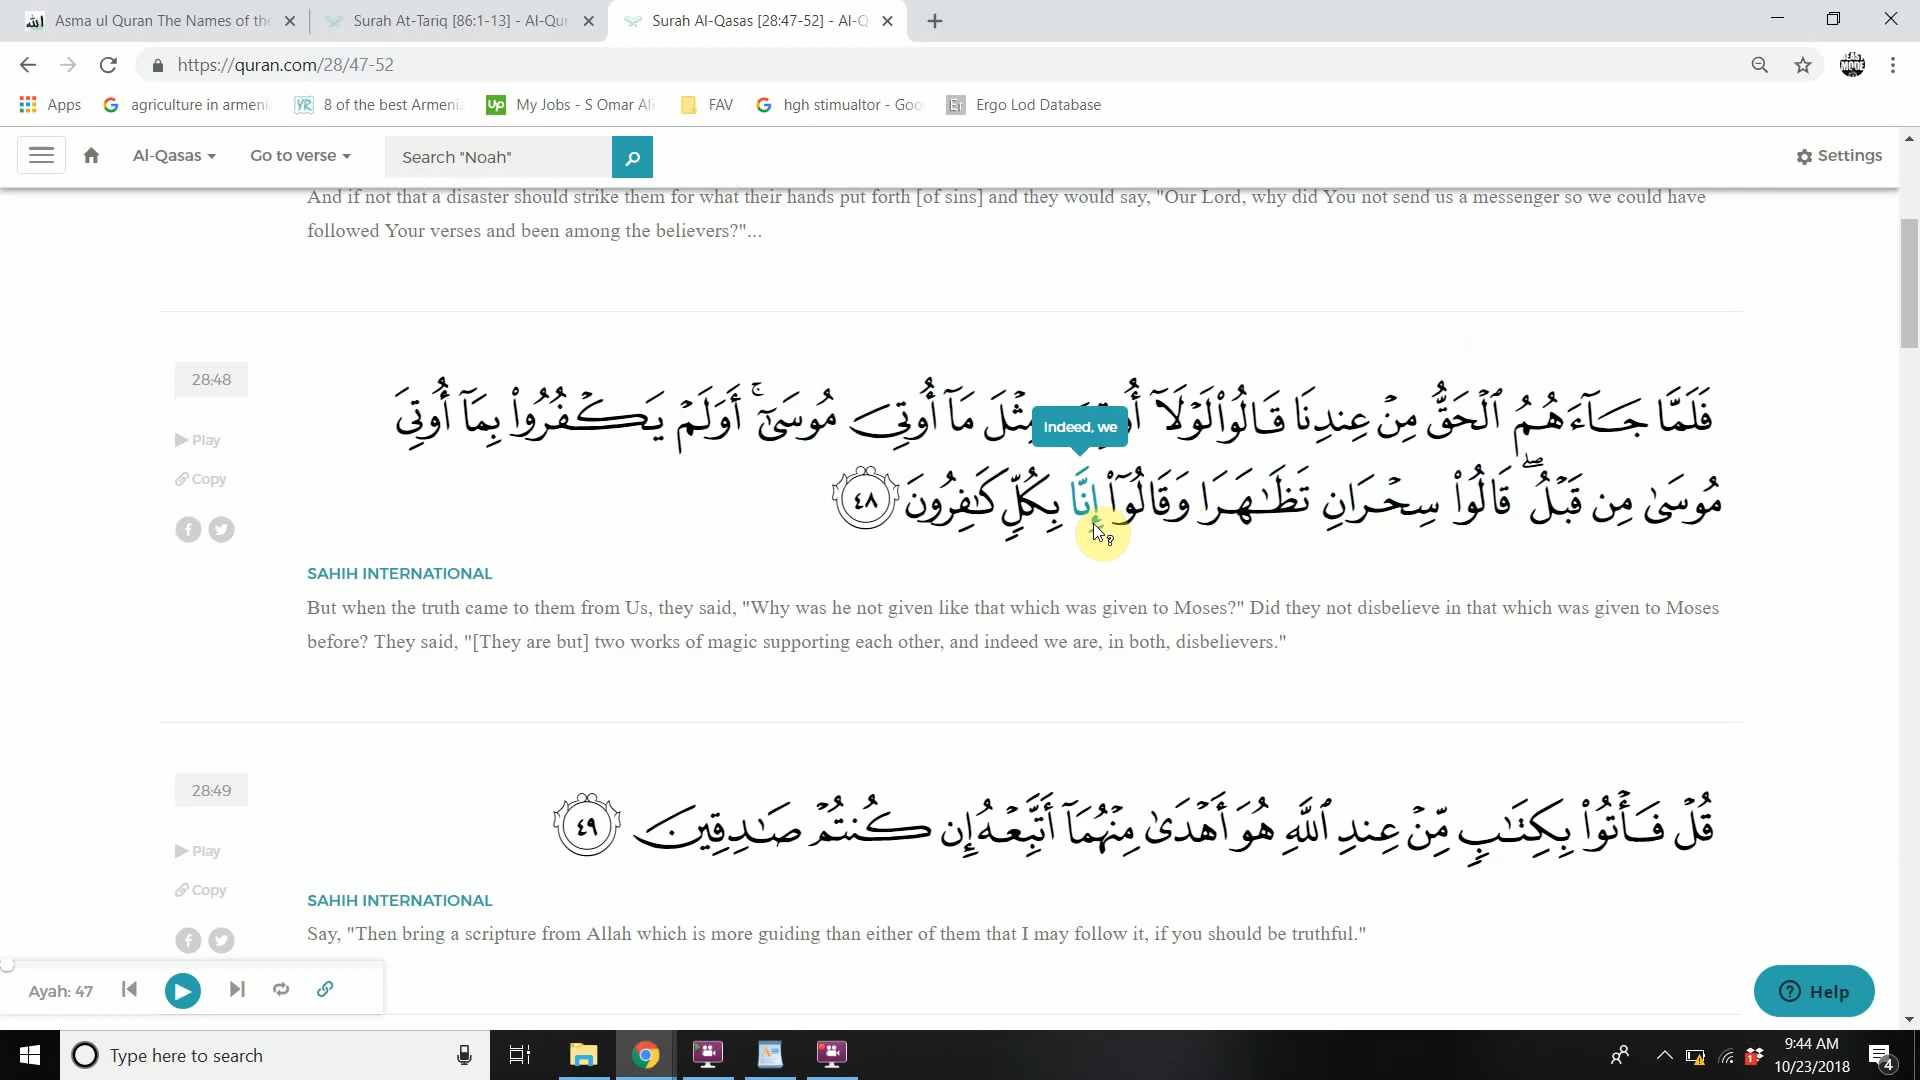 Asma ul Quran The Names of the
Surah At-Tariq [86:1-13] - Al-Qur
Surah Al-Qasas [28:47-52] - Al-Q
https://quran.com/28/47-52
Apps
agriculture in armeni
8 of the best Armenia
My Jobs - S Omar Ali
FAV
hgh stimualtor - Goo
Ergo Lod Database
Al-Qasas
Go to verse
Search "Noah"
Settings
And if not that a disaster should strike them for what their hands put forth [of sins] and they would say, "Our Lord, why did You not send us a messenger so we could have
followed Your verses and been among the believers?"...
28:48
فَلَمَّا جَآءَهُمُ ٱلْحَقُّ مِنْ عِندِنَا قَالُوا۟ لَوْلَآ مِثْلَ مَآ أُوتِىَ مُوسَىٰٓ ۚ أَوَلَمْ يَكْفُرُوا۟ بِمَآ أُوتِىَ
Indeed, we
Play
مُوسَىٰ مِن قَبْلُ ۖ قَالُوا۟ سِحْرَانِ تَظَٰهَرَا وَقَالُوٓا۟ إِنَّا بِكُلٍّ كَٰفِرُونَ ٤٨
Copy
SAHIH INTERNATIONAL
But when the truth came to them from Us, they said, "Why was he not given like that which was given to Moses?" Did they not disbelieve in that which was given to Moses
before? They said, "[They are but] two works of magic supporting each other, and indeed we are, in both, disbelievers."
28:49
قُلْ فَأْتُوا۟ بِكِتَٰبٍ مِّنْ عِندِ ٱللَّهِ هُوَ أَهْدَىٰ مِنْهُمَآ أَتَّبِعْهُ إِن كُنتُمْ صَٰدِقِينَ ٤٩
Play
Copy
SAHIH INTERNATIONAL
Say, "Then bring a scripture from Allah which is more guiding than either of them that I may follow it, if you should be truthful."
Ayah: 47
Help
Type here to search
9:44 AM
10/23/2018
4